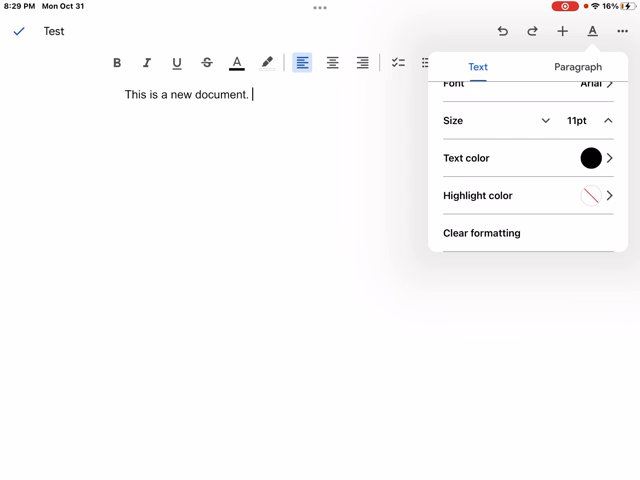 8:29 PM Mon Oct 31
16%
Test
A
B I U S A
Text Paragraph
This is a new document.
Font Arial
Size 11pt
Text color
Highlight color
Clear formatting